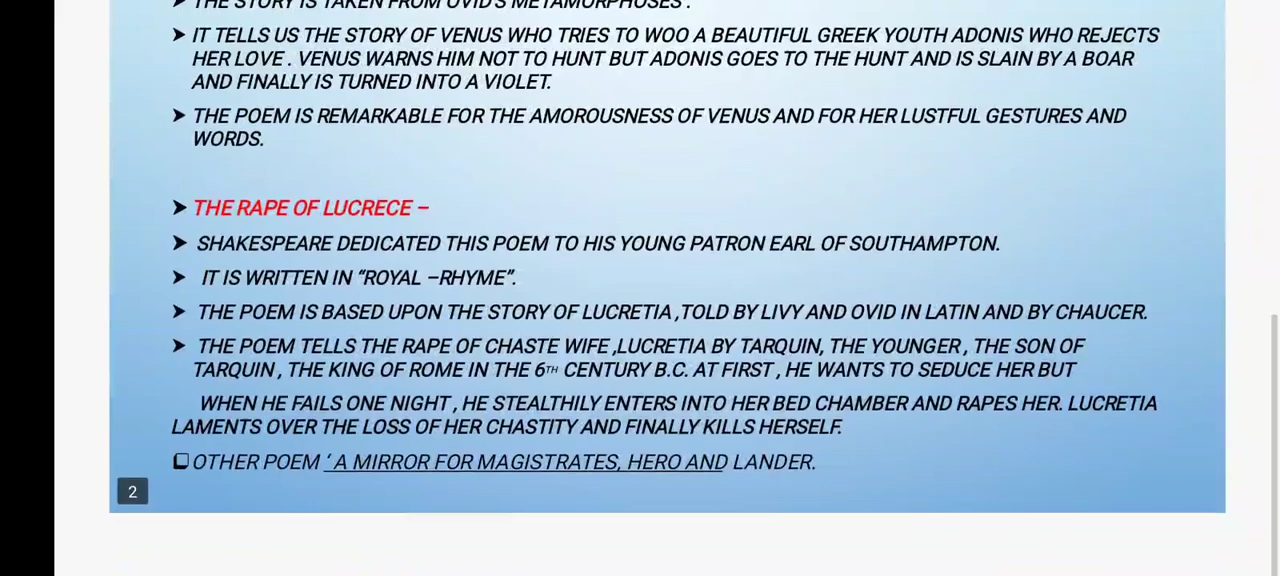 ➤ THE STORY IS TAKEN FROM OVID'S METAMORPHOSES .
➤ IT TELLS US THE STORY OF VENUS WHO TRIES TO WOO A BEAUTIFUL GREEK YOUTH ADONIS WHO REJECTS
HER LOVE . VENUS WARNS HIM NOT TO HUNT BUT ADONIS GOES TO THE HUNT AND IS SLAIN BY A BOAR
AND FINALLY IS TURNED INTO A VIOLET.
➤ THE POEM IS REMARKABLE FOR THE AMOROUSNESS OF VENUS AND FOR HER LUSTFUL GESTURES AND
WORDS.
➤ THE RAPE OF LUCRECE –
➤ SHAKESPEARE DEDICATED THIS POEM TO HIS YOUNG PATRON EARL OF SOUTHAMPTON.
➤ IT IS WRITTEN IN “ROYAL –RHYME”.
➤ THE POEM IS BASED UPON THE STORY OF LUCRETIA ,TOLD BY LIVY AND OVID IN LATIN AND BY CHAUCER.
➤ THE POEM TELLS THE RAPE OF CHASTE WIFE ,LUCRETIA BY TARQUIN, THE YOUNGER , THE SON OF
TARQUIN , THE KING OF ROME IN THE 6TH CENTURY B.C. AT FIRST , HE WANTS TO SEDUCE HER BUT
WHEN HE FAILS ONE NIGHT , HE STEALTHILY ENTERS INTO HER BED CHAMBER AND RAPES HER. LUCRETIA
LAMENTS OVER THE LOSS OF HER CHASTITY AND FINALLY KILLS HERSELF.
❑ OTHER POEM ‘ A MIRROR FOR MAGISTRATES, HERO AND LANDER.
2